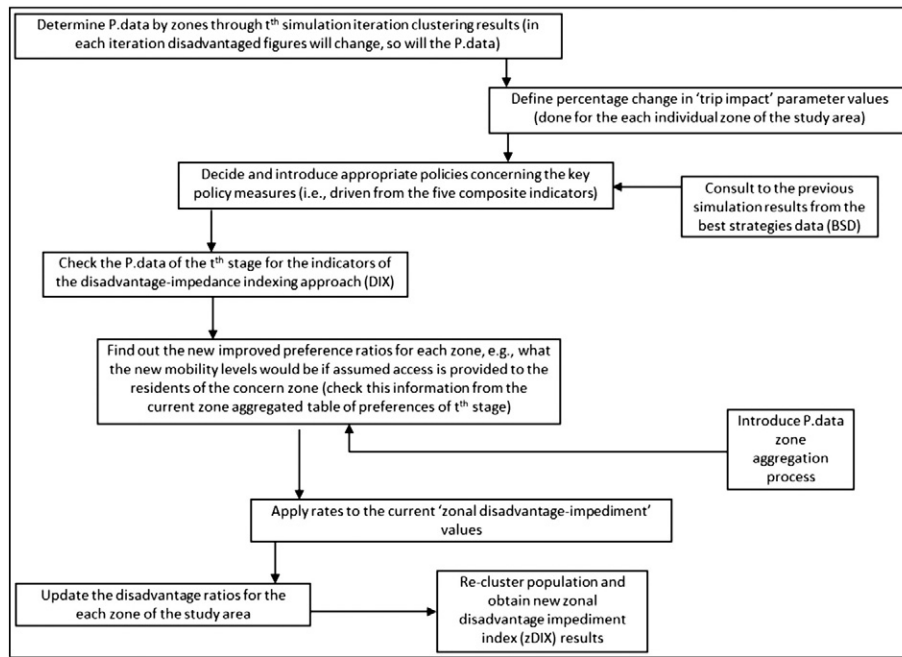 Determine P.data by zones through tth simulation iteration clustering results (in
each iteration disadvantaged figures will change, so will the P.data)
Define percentage change in ‘trip impact’ parameter values
(done for the each individual zone of the study area)
Decide and introduce appropriate policies concerning the key
policy measures (i.e., driven from the five composite indicators)
Consult to the previous
simulation results from the
best strategies data (BSD)
Check the P.data of the tth stage for the indicators of
the disadvantage-impedance indexing approach (DIX)
Find out the new improved preference ratios for each zone, e.g., what
the new mobility levels would be if assumed access is provided to the
residents of the concern zone (check this information from the
current zone aggregated table of preferences of tth stage)
Introduce P.data
zone
aggregation
process
Apply rates to the current ‘zonal disadvantage-impediment’
values
Update the disadvantage ratios for the
each zone of the study area
Re-cluster population and
obtain new zonal
disadvantage impediment
index (zDIX) results